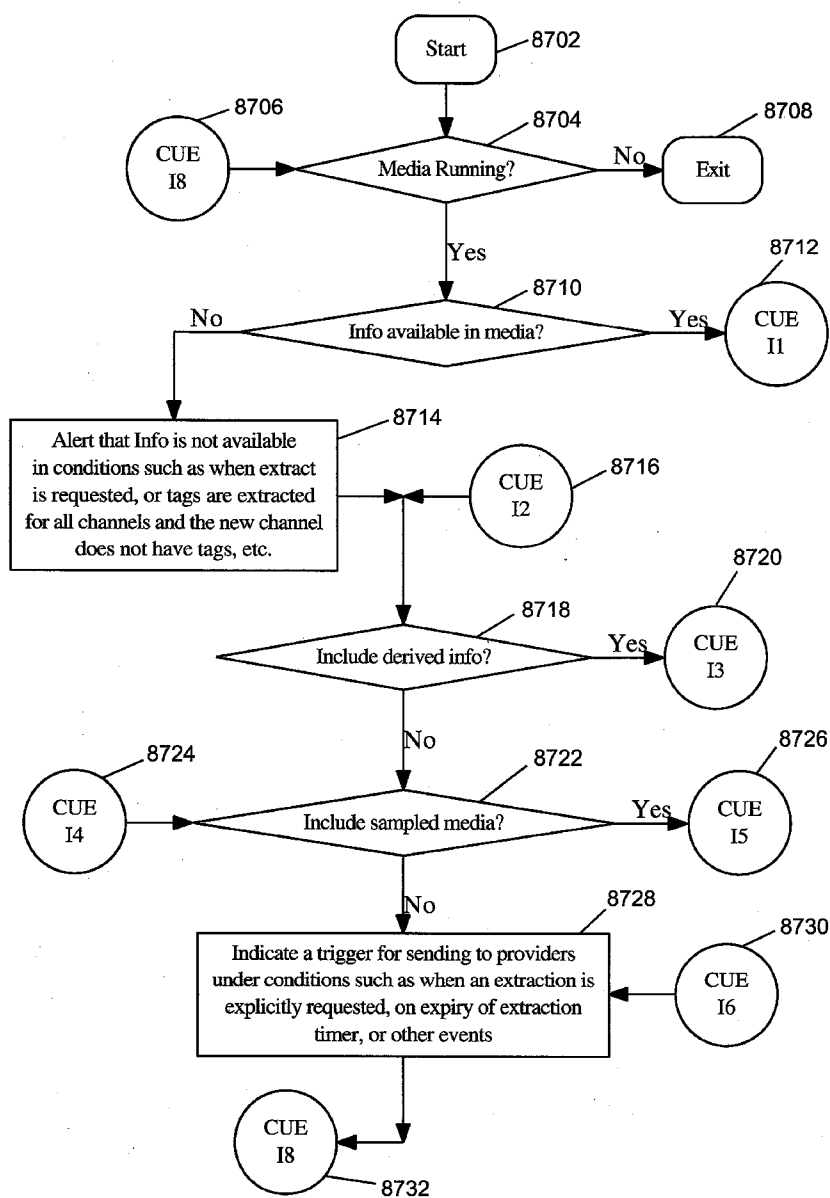 Start
8702
8706
CUE
I8
8704
Media Running?
No
8708
Exit
Yes
8712
8710
No
Info available in media?
Yes
CUE
I1
8714
Alert that Info is not available
in conditions such as when extract
is requested, or tags are extracted
for all channels and the new channel
does not have tags, etc.
8716
CUE
I2
8720
8718
Include derived info?
Yes
CUE
I3
No
8724
8722
8726
CUE
I4
Include sampled media?
Yes
CUE
I5
No
8728
8730
Indicate a trigger for sending to providers
under conditions such as when an extraction is
explicitly requested, on expiry of extraction
timer, or other events
CUE
I6
CUE
I8
8732